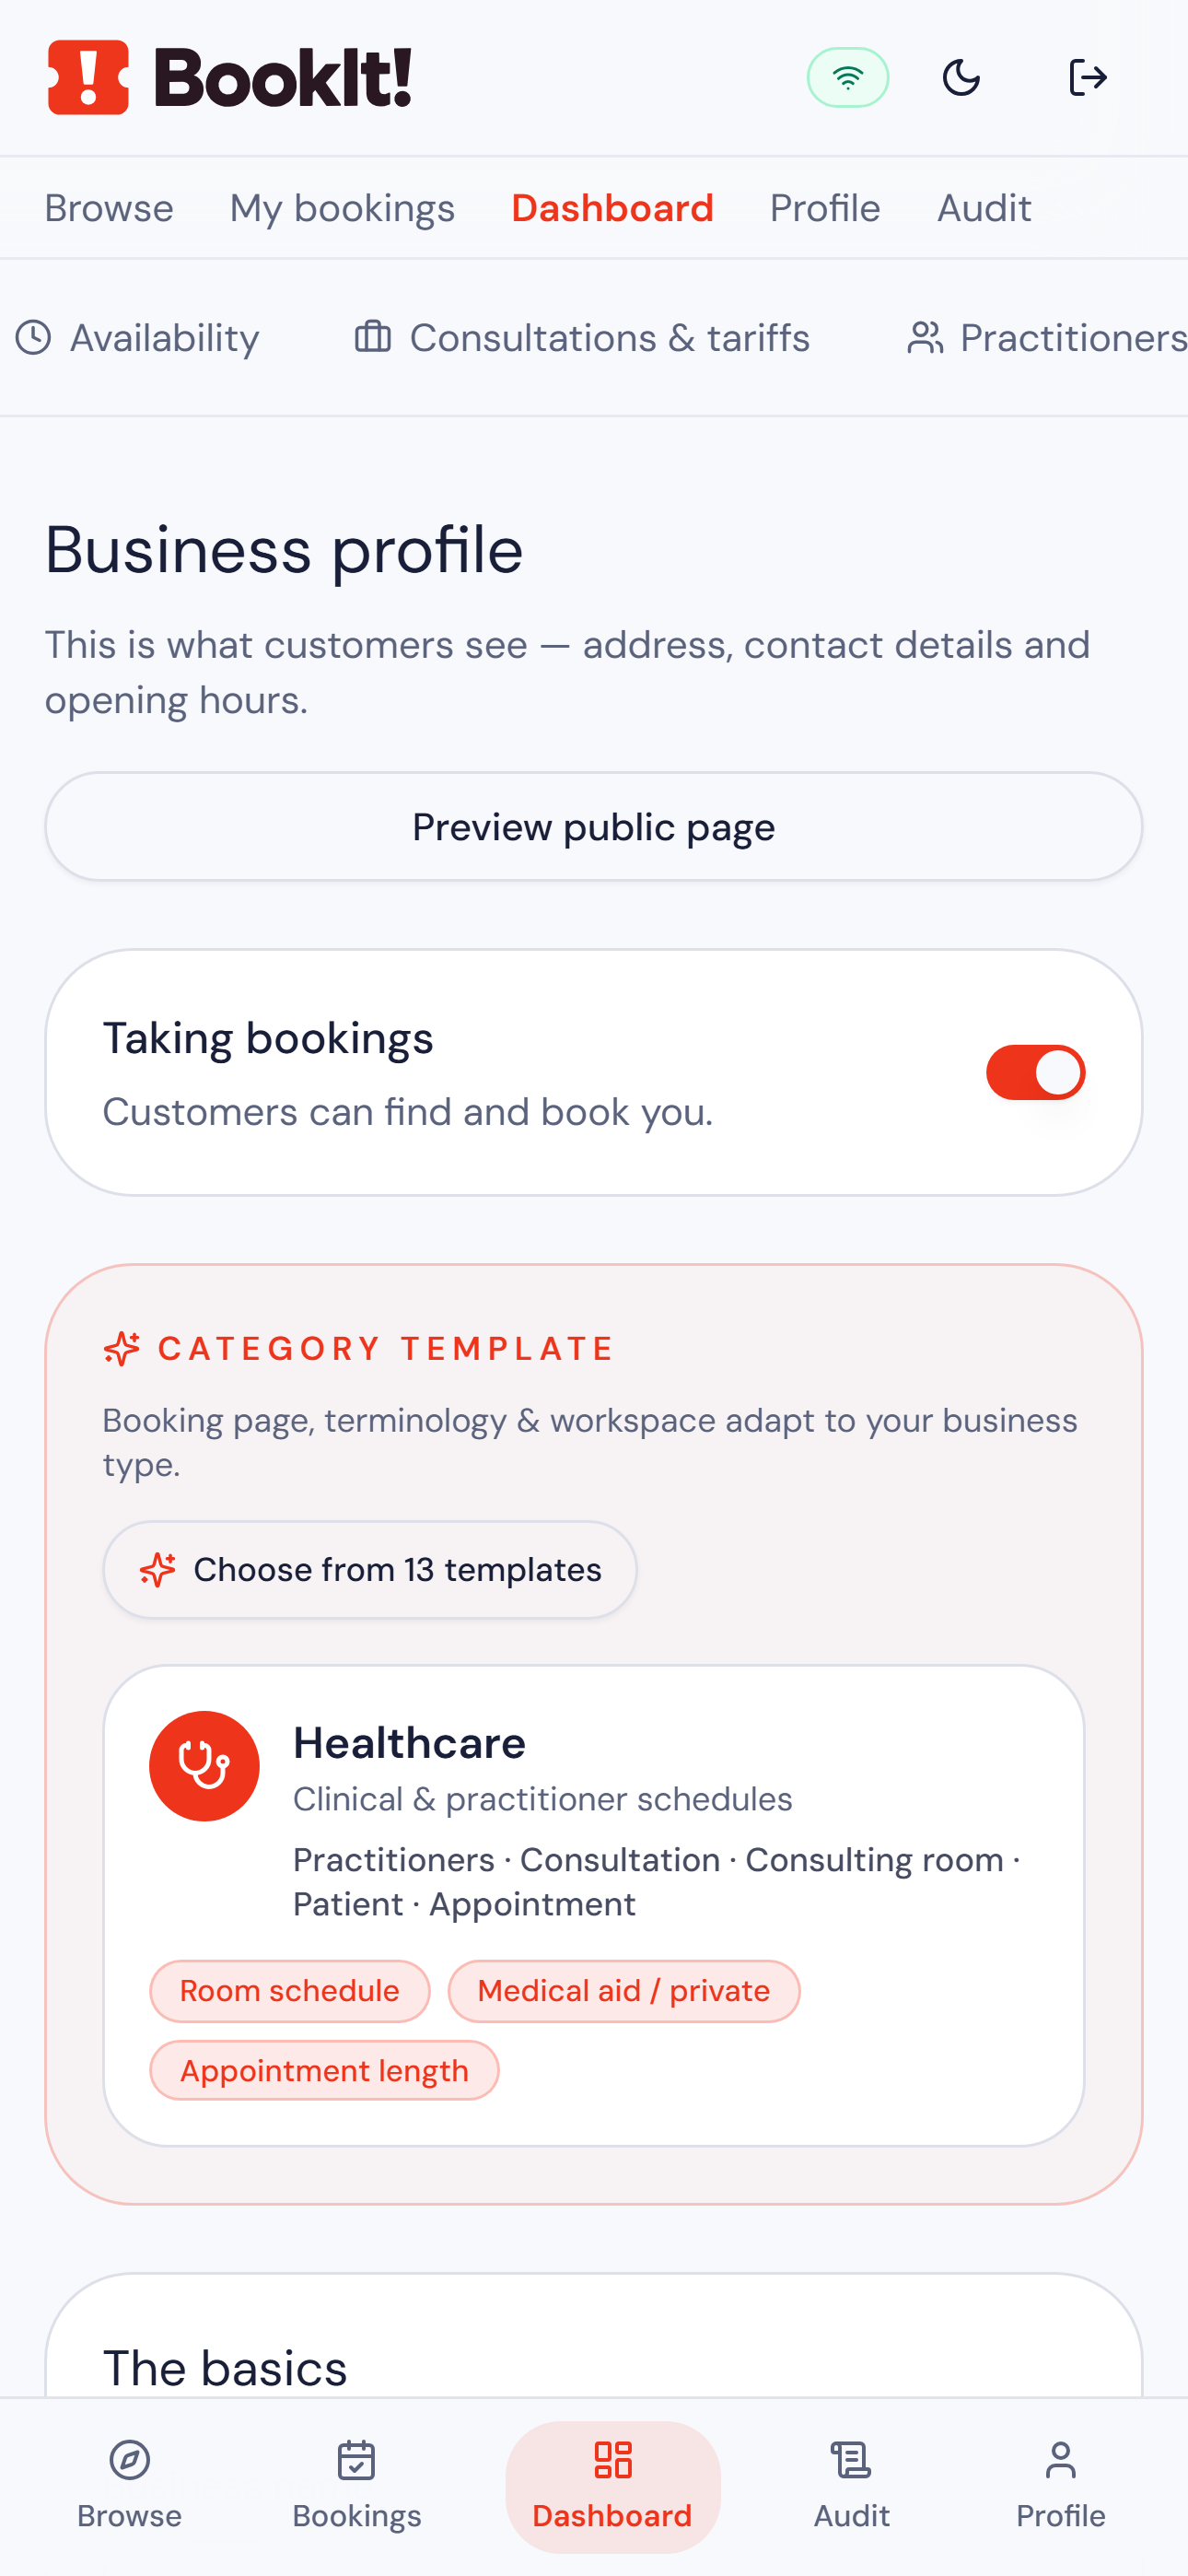 BookIt!
Browse My bookings Dashboard Profile Audit
Availability Consultations & tariffs Practitioners
Business profile
This is what customers see — address, contact details and
opening hours.
Preview public page
Taking bookings
Customers can find and book you.
CATEGORY TEMPLATE
Booking page, terminology & workspace adapt to your business
type.
Choose from 13 templates
Healthcare
Clinical & practitioner schedules
Practitioners · Consultation · Consulting room ·
Patient · Appointment
Room schedule Medical aid / private
Appointment length
The basics
Browse Bookings Dashboard Audit Profile